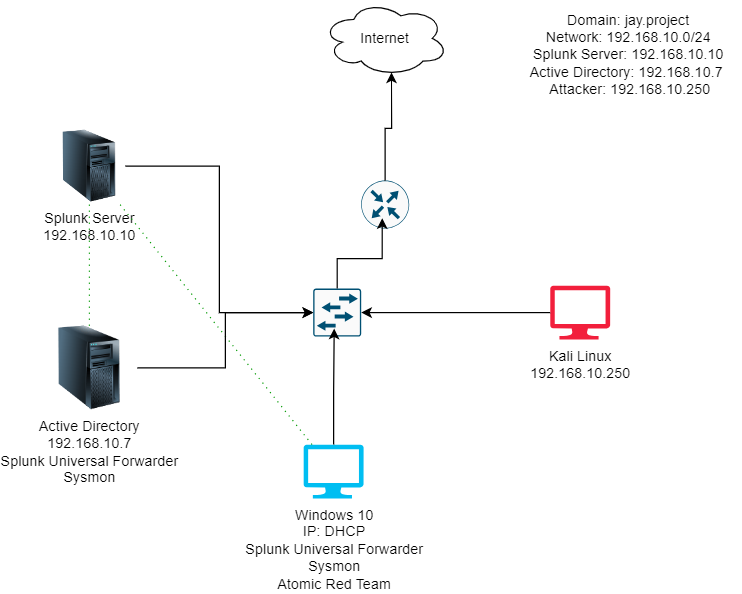 Internet
Domain: jay.project
Network: 192.168.10.0/24
Splunk Server: 192.168.10.10
Active Directory: 192.168.10.7
Attacker: 192.168.10.250
Splunk Server
192.168.10.10
Kali Linux
192.168.10.250
Active Directory
192.168.10.7
Splunk Universal Forwarder
Sysmon
Windows 10
IP: DHCP
Splunk Universal Forwarder
Sysmon
Atomic Red Team